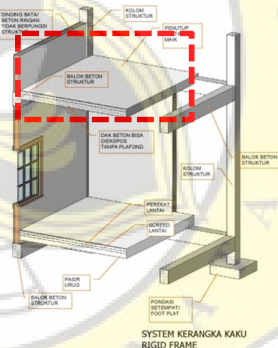 DINDING BATA/
BETON RINGAN
TIDAK BERFUNGSI
STRUKTUR
KOLOM
STRUKTUR
PENUTUP
BALOK BETON
STRUKTUR
DAK BETON BISA
DIEKSPOS
TANPA PLAFOND.
BALOK BETON
STRUKTUR
KOLOM
STRUKTUR
PEREKAT
LANTAI
SCREED
LANTAI
PASIR
URUG
BALOK BETON
STRUKTUR
PONDASI
SETEMPAT/
FOOT PLAT
SYSTEM KERANGKA KAKU
RIGID FRAME